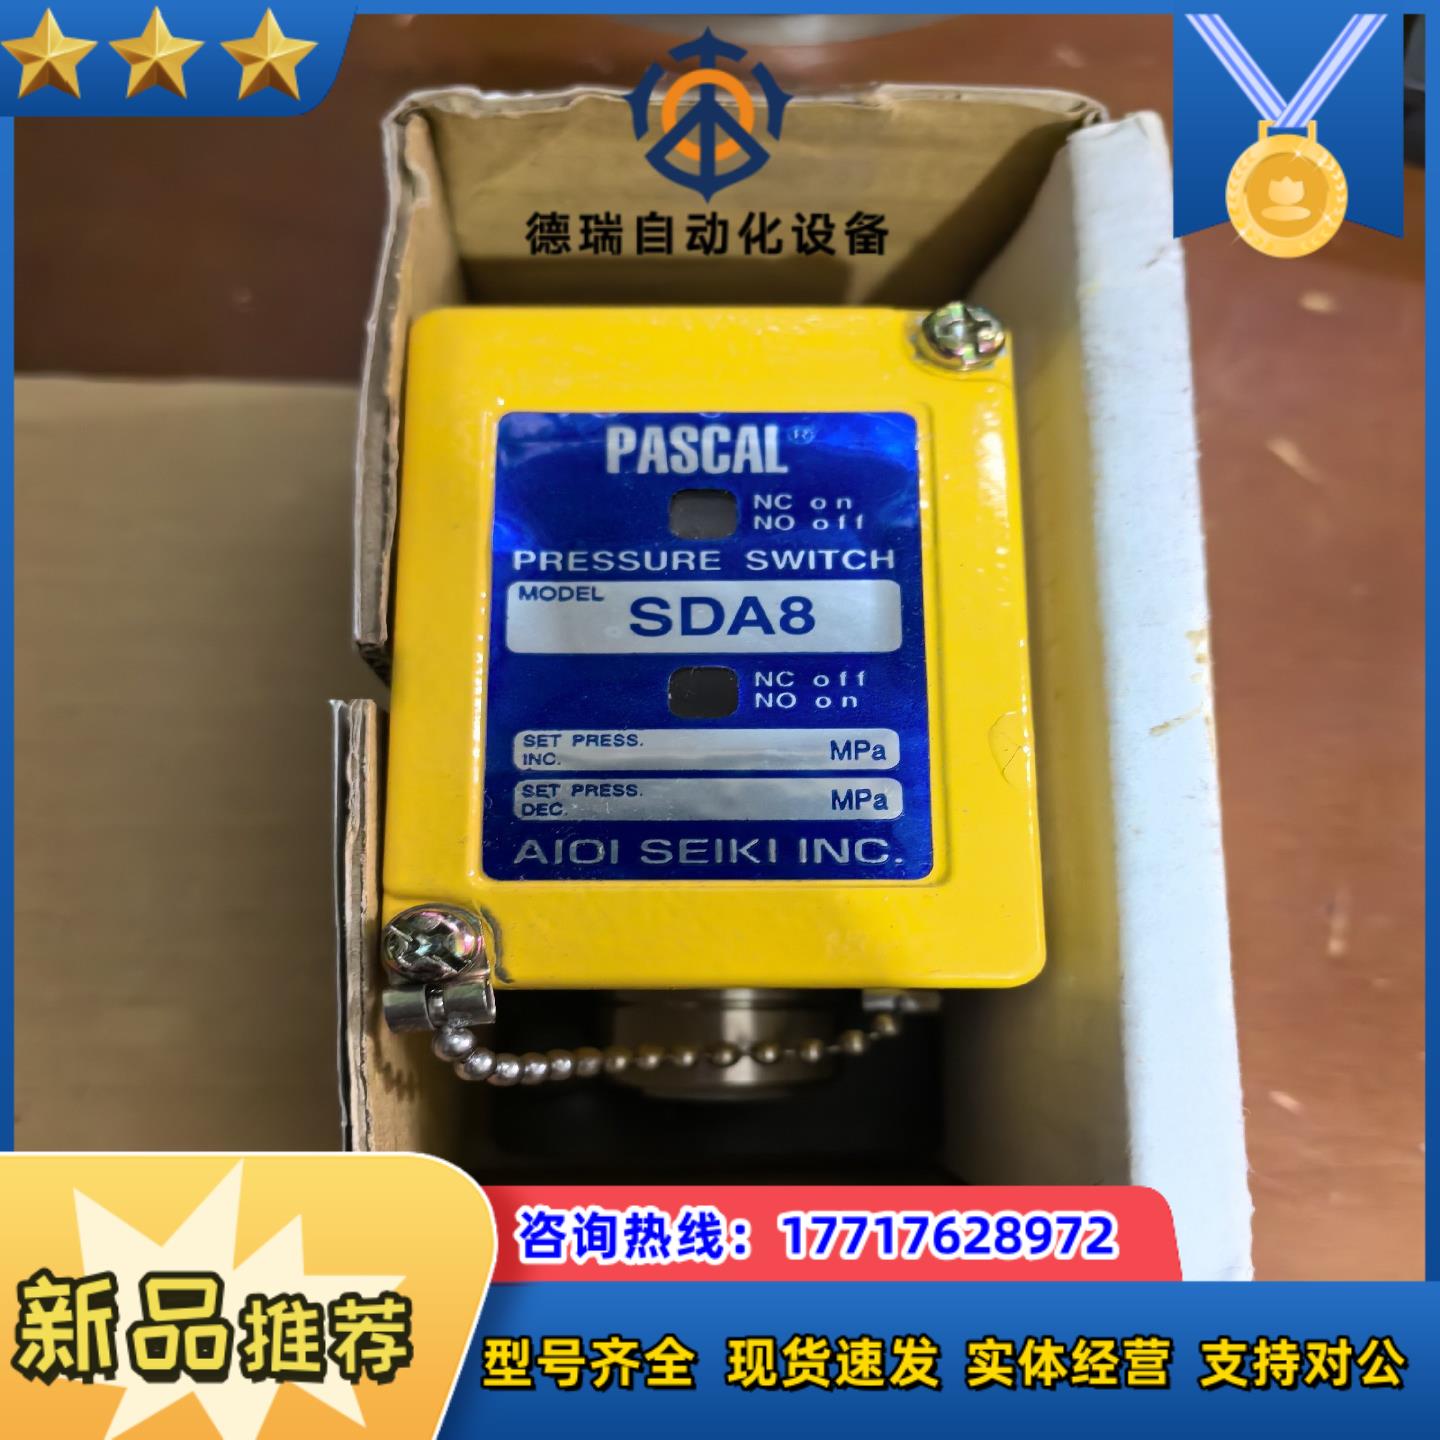 德瑞自动化设备
PASCAL®
NC on
NO off
PRESSURE SWITCH
MODEL
SDA8
NC off
NO on
SET PRESS.
INC.
MPa
SET PRESS.
DEC.
MPa
AIOI SEIKI INC.
咨询热线：17717628972
新品推荐
型号齐全 现货速发 实体经营 支持对公